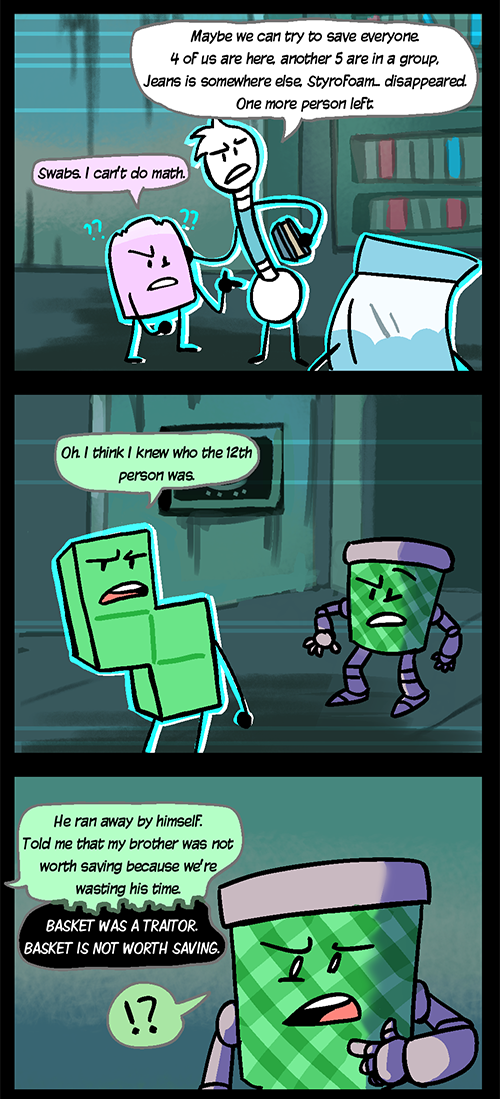 Maybe we can try to save everyone.
4 of us are here, another 5 are in a group,
Jeans is somewhere else, Styrofoam... disappeared.
One more person left.
Swabs. I can't do math.
??
??
Oh. I think I knew who the 12th
person was.
He ran away by himself.
Told me that my brother was not
worth saving because we're
wasting his time.
BASKET WAS A TRAITOR.
BASKET IS NOT WORTH SAVING.
!?